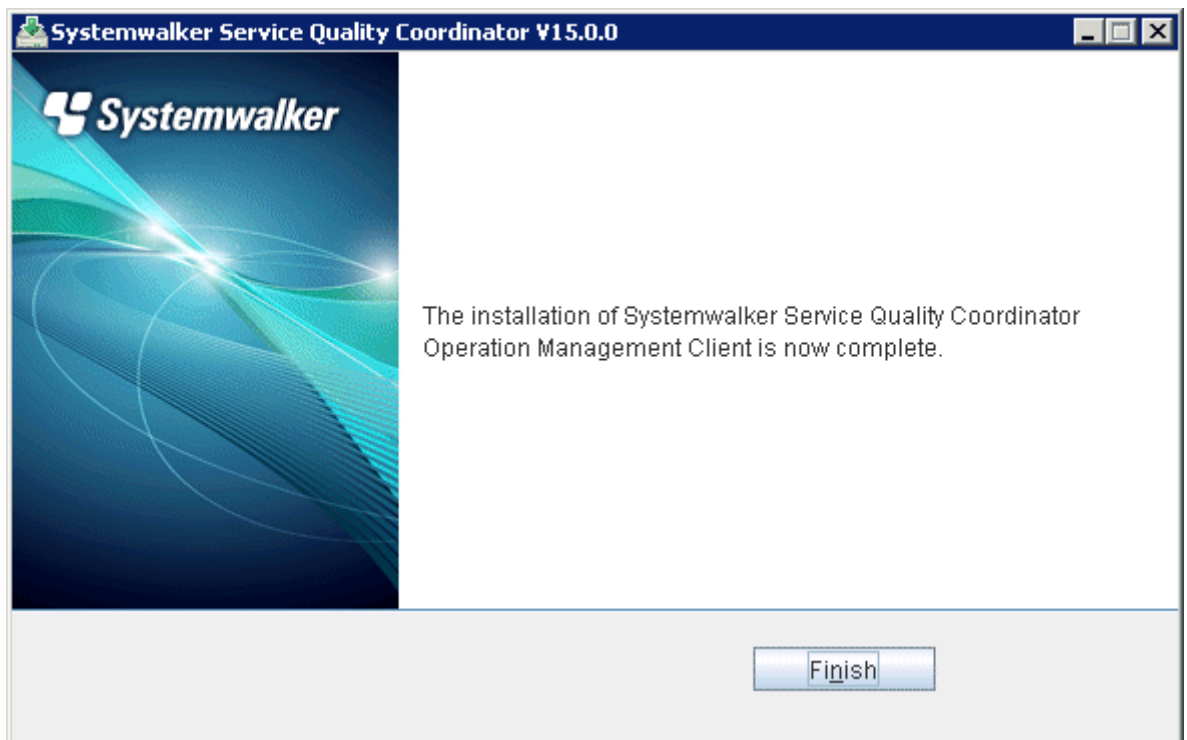 Systemwalker Service Quality Coordinator V15.0.0
Systemwalker
The installation of Systemwalker Service Quality Coordinator
Operation Management Client is now complete.
Finish